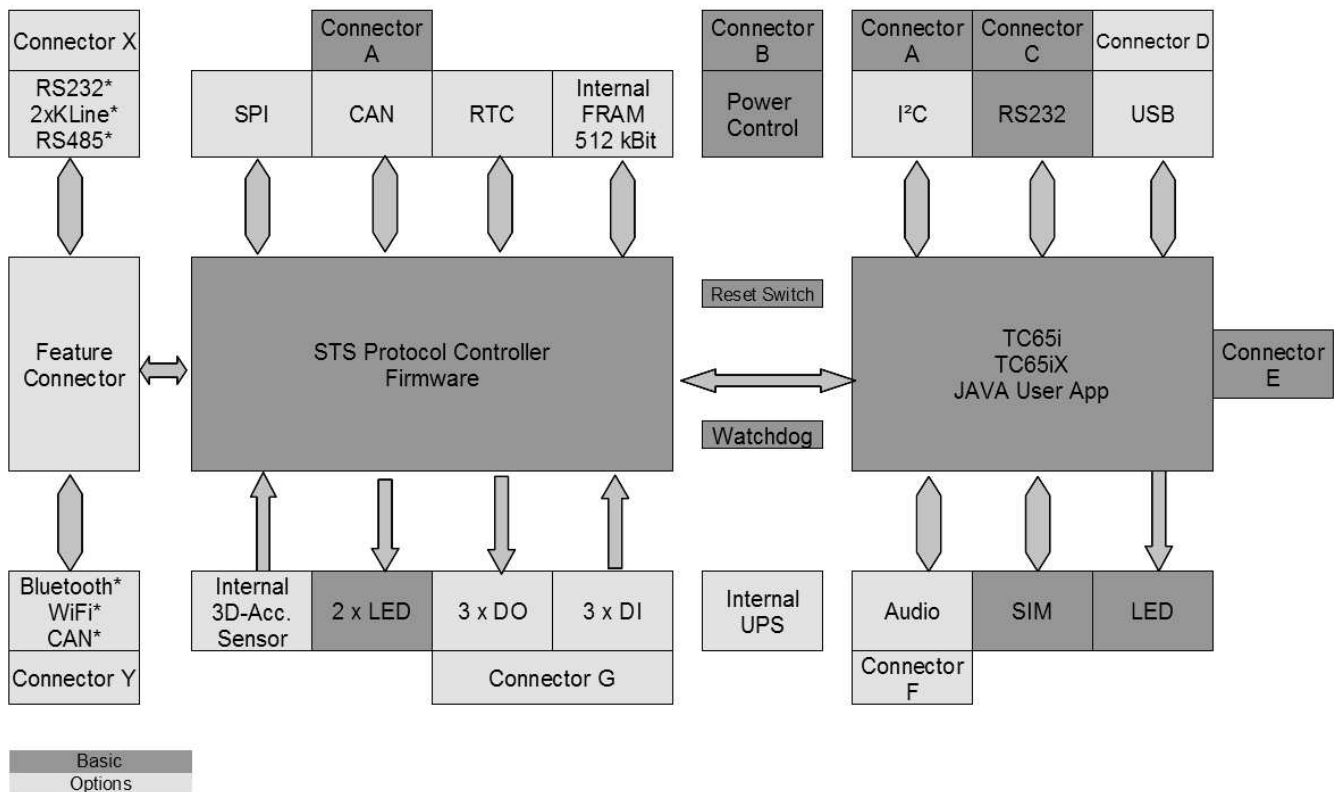 Connector X
RS232*
2xKLine*
RS485*
Connector
A
SPI
CAN
RTC
Internal
FRAM
512 kBit
Connector
B
Power
Control
Connector
A
Connector
C
Connector D
I²C
RS232
USB
Feature
Connector
STS Protocol Controller
Firmware
Reset Switch
Watchdog
TC65i
TC65iX
JAVA User App
Connector
E
Bluetooth*
WiFi*
CAN*
Connector Y
Internal
3D-Acc.
Sensor
2 x LED
3 x DO
3 x DI
Connector G
Internal
UPS
Audio
SIM
LED
Connector
F
Basic
Options